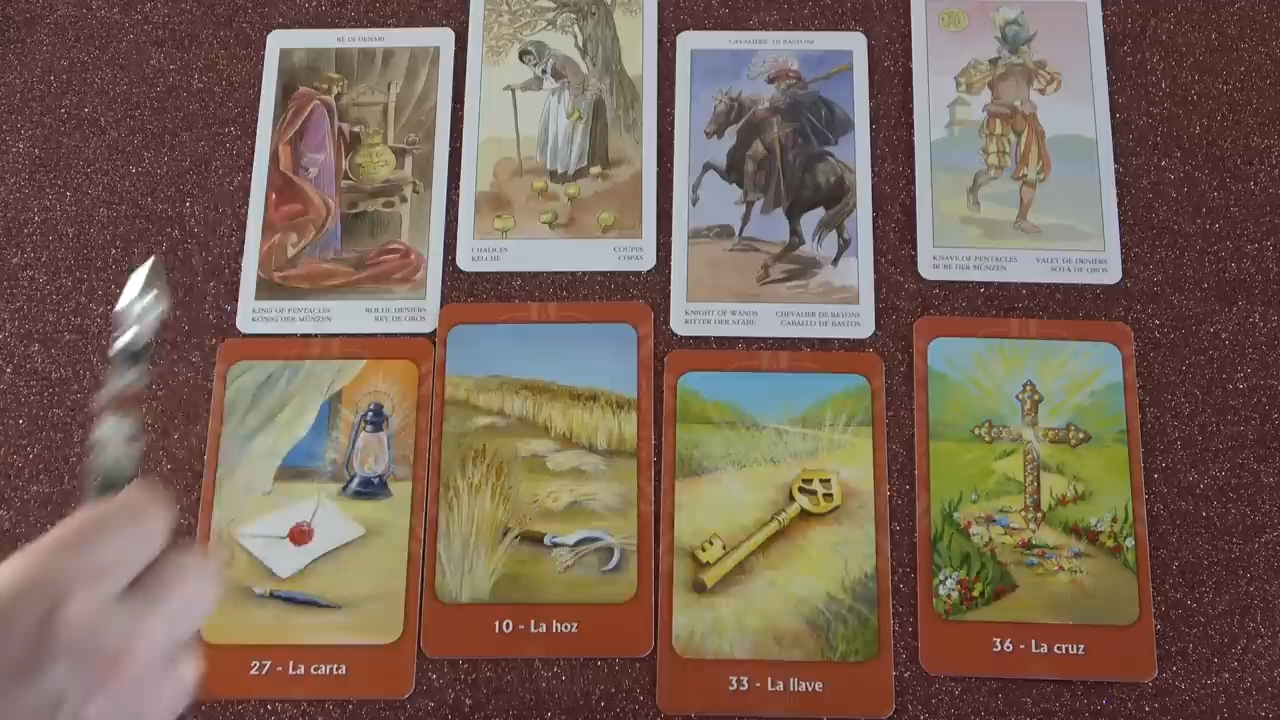 RE DI DENARI
KING OF PENTACLES
KÖNIG DER MÜNZEN
ROI DE DENIERS
REY DE OROS
CHALICES
KELCHE
COUPES
COPAS
CAVALIERE DI BASTONI
KNIGHT OF WANDS
RITTER DER STÄBE
CHEVALIER DE BATONS
CABALLO DE BASTOS
KNAVE OF PENTACLES
BUBE DER MÜNZEN
VALET DE DENIERS
SOTA DE OROS
27 - La carta
10 - La hoz
33 - La llave
36 - La cruz